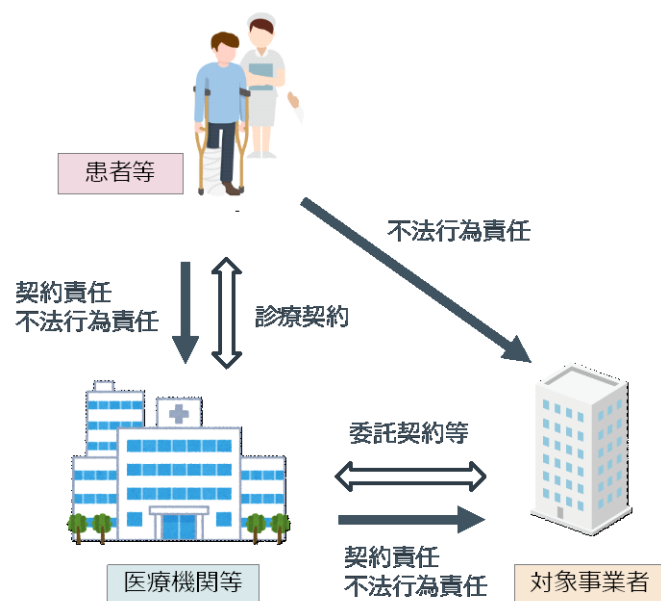 患者等
不法行為責任
契約責任
不法行為責任
診療契約
委託契約等
契約責任
不法行為責任
医療機関等
対象事業者